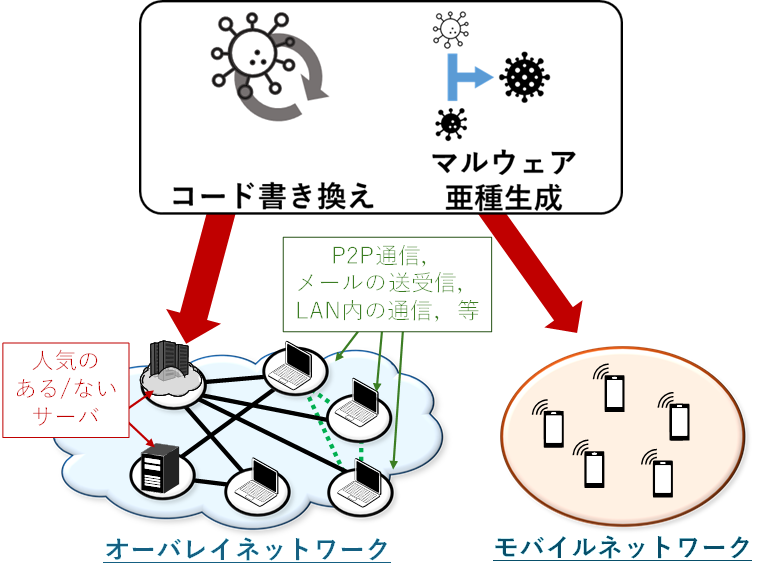 コード書き換え
マルウェア
亜種生成
P2P通信,
メールの送受信,
LAN内の通信, 等
人気の
ある/ない
サーバ
オーバレイネットワーク
モバイルネットワーク